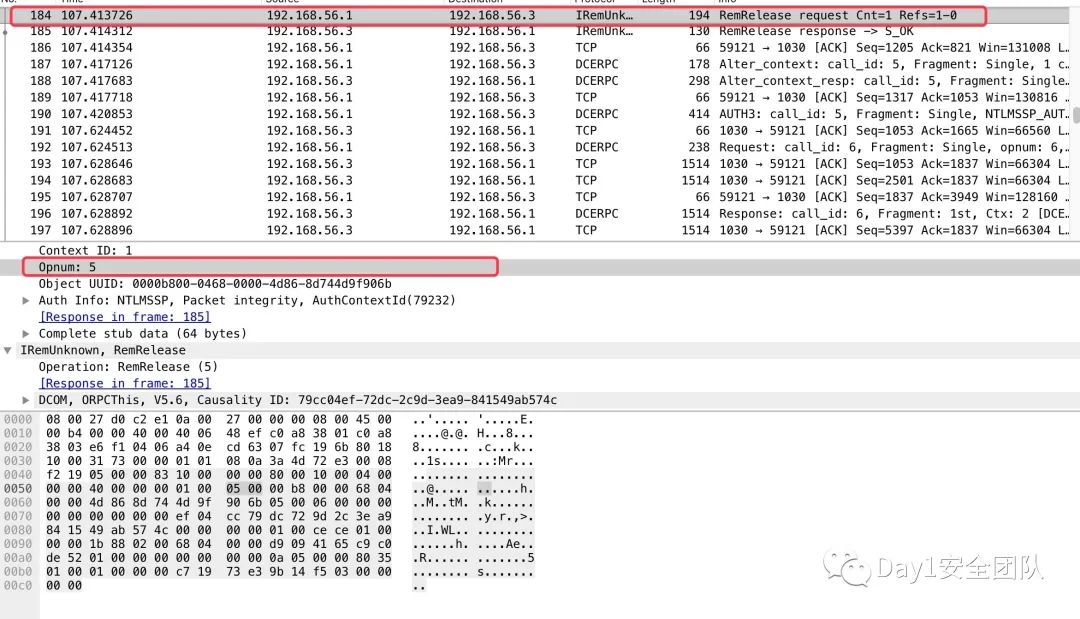 184 107.413726 192.168.56.1 192.168.56.3 IRemUnk… 194 RemRelease request Cnt=1 Refs=1-0
185 107.414312 192.168.56.3 192.168.56.1 IRemUnk… 130 RemRelease response -> S_OK
186 107.414354 192.168.56.1 192.168.56.3 TCP 66 59121 → 1030 [ACK] Seq=1205 Ack=821 Win=131008 L…
187 107.417126 192.168.56.1 192.168.56.3 DCERPC 178 Alter_context: call_id: 5, Fragment: Single, 1 c…
188 107.417683 192.168.56.3 192.168.56.1 DCERPC 298 Alter_context_resp: call_id: 5, Fragment: Single…
189 107.417718 192.168.56.1 192.168.56.3 TCP 66 59121 → 1030 [ACK] Seq=1317 Ack=1053 Win=130816 …
190 107.420853 192.168.56.1 192.168.56.3 DCERPC 414 AUTH3: call_id: 5, Fragment: Single, NTLMSSP_AUT…
191 107.624452 192.168.56.3 192.168.56.1 TCP 66 1030 → 59121 [ACK] Seq=1053 Ack=1665 Win=66560 L…
192 107.624513 192.168.56.1 192.168.56.3 DCERPC 238 Request: call_id: 6, Fragment: Single, opnum: 6,…
193 107.628646 192.168.56.3 192.168.56.1 TCP 1514 1030 → 59121 [ACK] Seq=1053 Ack=1837 Win=66304 L…
194 107.628706 192.168.56.3 192.168.56.1 TCP 1514 1030 → 59121 [ACK] Seq=2501 Ack=1837 Win=66304 L…
195 107.628707 192.168.56.1 192.168.56.3 TCP 66 59121 → 1030 [ACK] Seq=1837 Ack=3949 Win=128160 …
196 107.628892 192.168.56.3 192.168.56.1 DCERPC 1514 Response: call_id: 6, Fragment: 1st, Ctx: 2 [DCE…
197 107.628896 192.168.56.3 192.168.56.1 TCP 1514 1030 → 59121 [ACK] Seq=5397 Ack=1837 Win=66304 L…
Context ID: 1
Opnum: 5
Object UUID: 0000b800-0468-0000-4d86-8d744d9f906b
Auth Info: NTLMSSP, Packet integrity, AuthContextId(79232)
[Response in frame: 185]
Complete stub data (64 bytes)
IRemUnknown, RemRelease
Operation: RemRelease (5)
[Response in frame: 185]
DCOM, ORPCThis, V5.6, Causality ID: 79cc04ef-72dc-2c9d-3ea9-841549ab574c
0000 08 00 27 d0 c2 e1 0a 00 27 00 00 00 08 00 45 00 ..'..... '.....E.
0010 00 b4 00 00 40 00 40 06 48 ef c0 a8 38 01 c0 a8 ....@.@. H...8...
0020 38 03 e6 f1 04 06 a4 0e cd 63 07 fc 19 6b 80 18 8....... .c...k..
0030 10 00 31 73 00 00 01 01 08 0a 3a 4d 72 e3 00 08 ..1s.... ..:Mr...
0040 f2 19 05 00 00 83 10 00 00 00 80 00 10 00 04 00 ........ ........
0050 00 00 40 00 00 00 01 00 05 00 00 b8 00 00 68 04 ..@..... ......h.
0060 00 00 4d 86 8d 74 4d 9f 90 6b 05 00 06 00 00 00 ..M..tM. .k......
0070 00 00 00 00 00 00 ef 04 cc 79 dc 72 9d 2c 3e a9 ........ .y.r.,>.
0080 84 15 49 ab 57 4c 00 00 00 00 01 00 ce ce 01 00 ..I.WL.. ........
0090 00 00 1b 88 02 00 68 04 00 00 d9 09 41 65 c9 c0 ......h. ....Ae..
00a0 de 52 01 00 00 00 00 00 00 00 0a 05 00 00 80 35 .R...... .......5
00b0 01 00 01 00 00 00 c7 19 73 e3 9b 14 f5 03 00 00 ........ s.......
00c0 00 00 ..
Day1安全团队